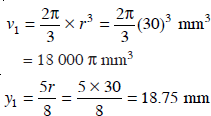 v₁ = 2π/3 × r³ = 2π/3 (30)³ mm³
= 18 000 π mm³
y₁ = 5r/8 = 5 × 30/8 = 18.75 mm